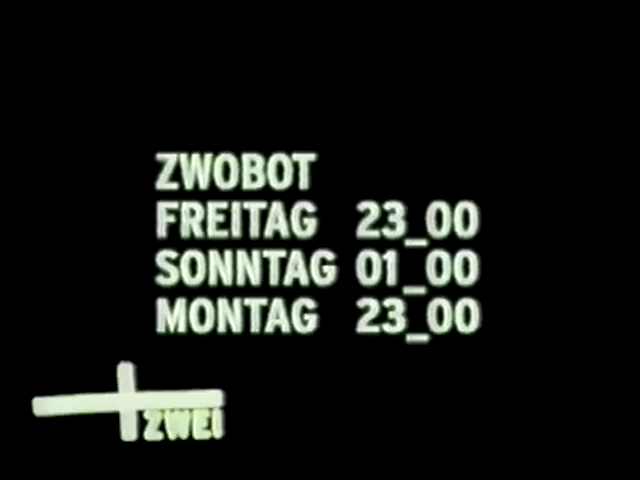 ZWOBOT
FREITAG 23_00
SONNTAG 01_00
MONTAG 23_00
ZWEI